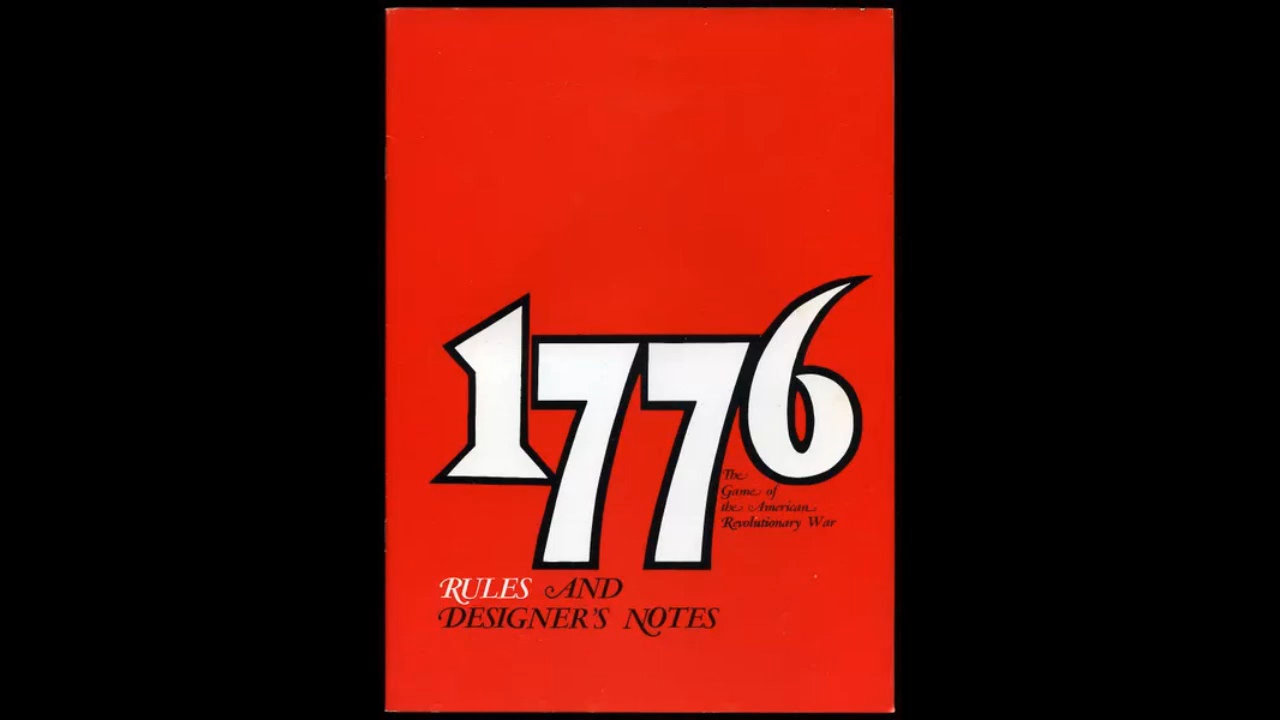 1776
The
Game of
the American
Revolutionary War
RULES AND
DESIGNER'S NOTES